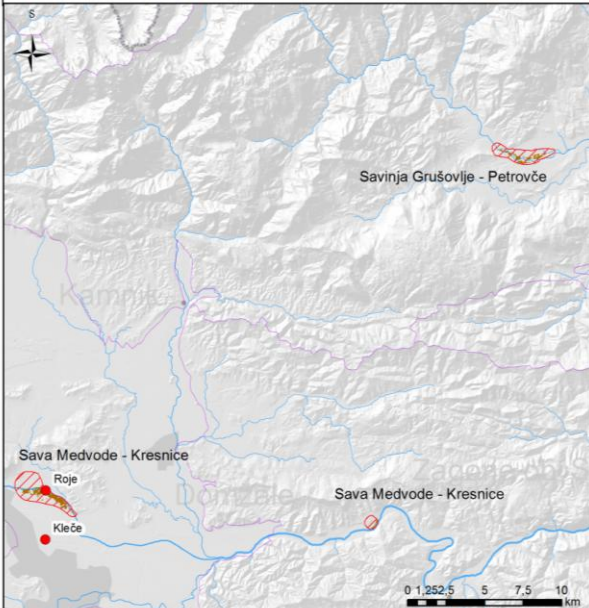 S
Savinja Grušovlje - Petrovče
Kamnik
Sava Medvode - Kresnice
Roje
Domžale
Sava Medvode - Kresnice
Kleče
0 1,252,5 5 7,5 10
km